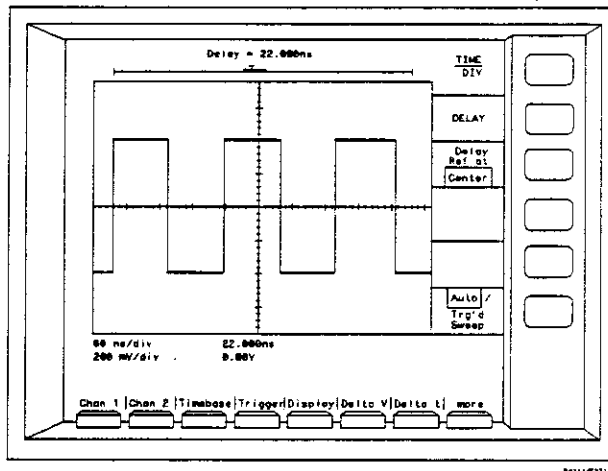 Delay = 22.000ns
TIME
DIV
DELAY
Delay
Ref at
Center
Auto /
Trg'd
Sweep
60 ns/div 22.000ns
200 mV/div 0.00V
Chan 1 Chan 2 Timebase Trigger Display Delta V Delta t more